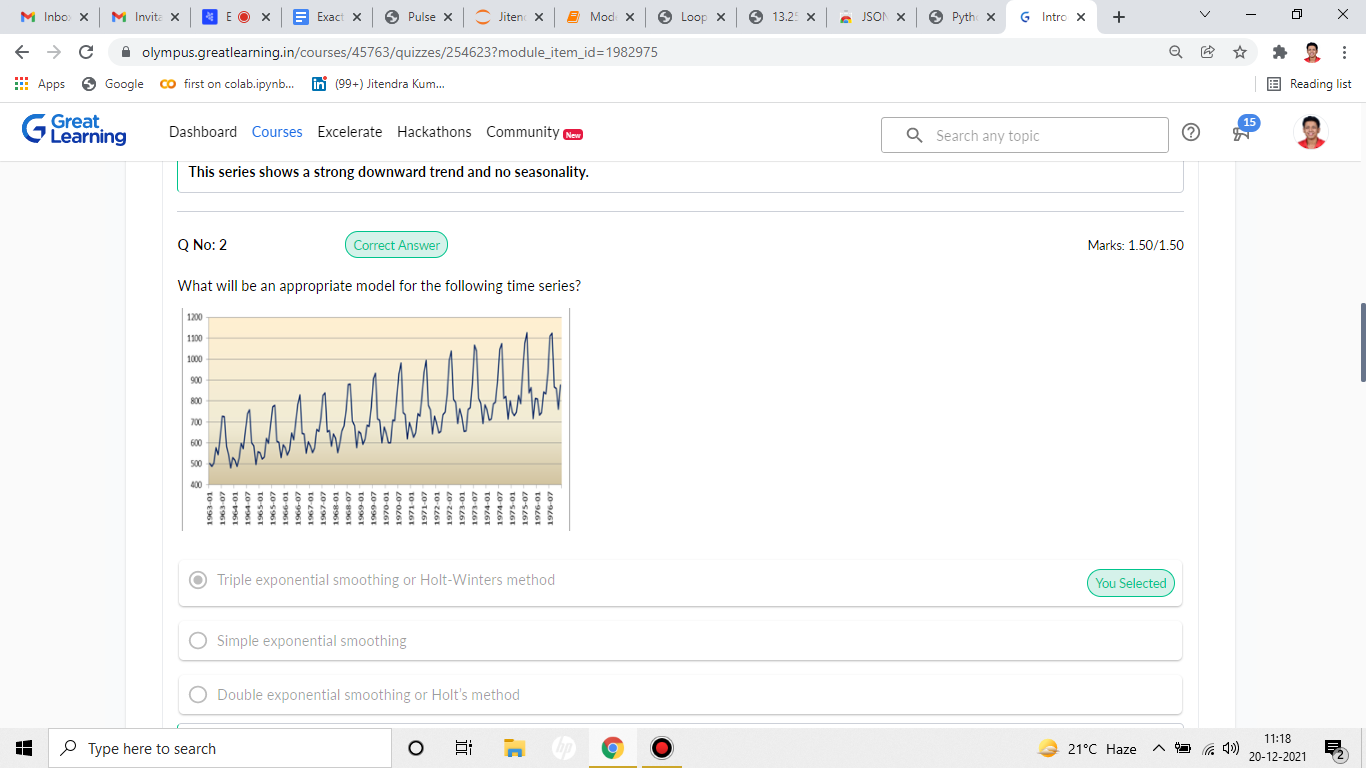 Inbo
Invita
E
Exact
Pulse
Jiten
Mod
Loop
13.2
JSON
Pyth
Intro
olympus.greatlearning.in/courses/45763/quizzes/254623?module_item_id=1982975
Apps
Google
first on colab.ipynb...
(99+) Jitendra Kum...
Reading list
Great
Learning
Dashboard
Courses
Excelerate
Hackathons
Community
New
Search any topic
15
This series shows a strong downward trend and no seasonality.
Q No: 2
Correct Answer
Marks: 1.50/1.50
What will be an appropriate model for the following time series?
1200
1100
1000
900
800
700
600
500
400
1963-01
1963-07
1964-01
1964-07
1965-01
1965-07
1966-01
1966-07
1967-01
1967-07
1968-01
1968-07
1969-01
1969-07
1970-01
1970-07
1971-01
1971-07
1972-01
1972-07
1973-01
1973-07
1974-01
1974-07
1975-01
1975-07
1976-01
1976-07
Triple exponential smoothing or Holt-Winters method
You Selected
Simple exponential smoothing
Double exponential smoothing or Holt's method
Type here to search
hp
21°C Haze
11:18
20-12-2021
2